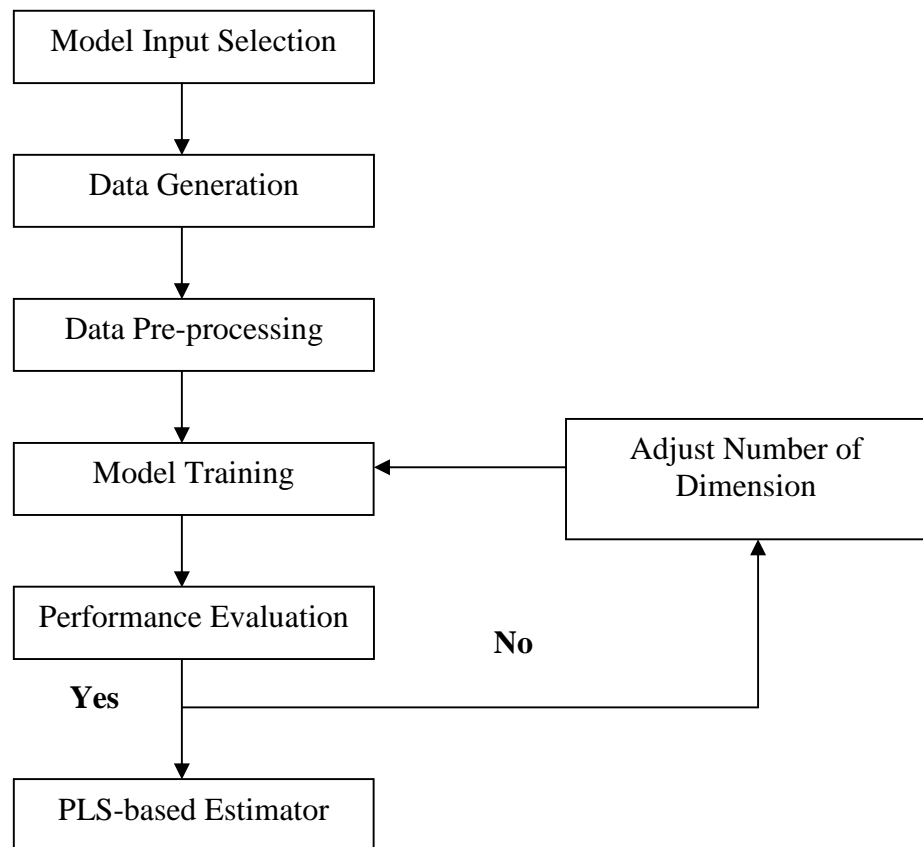 Model Input Selection
Data Generation
Data Pre-processing
Model Training
Adjust Number of
Dimension
Performance Evaluation
No
Yes
PLS-based Estimator